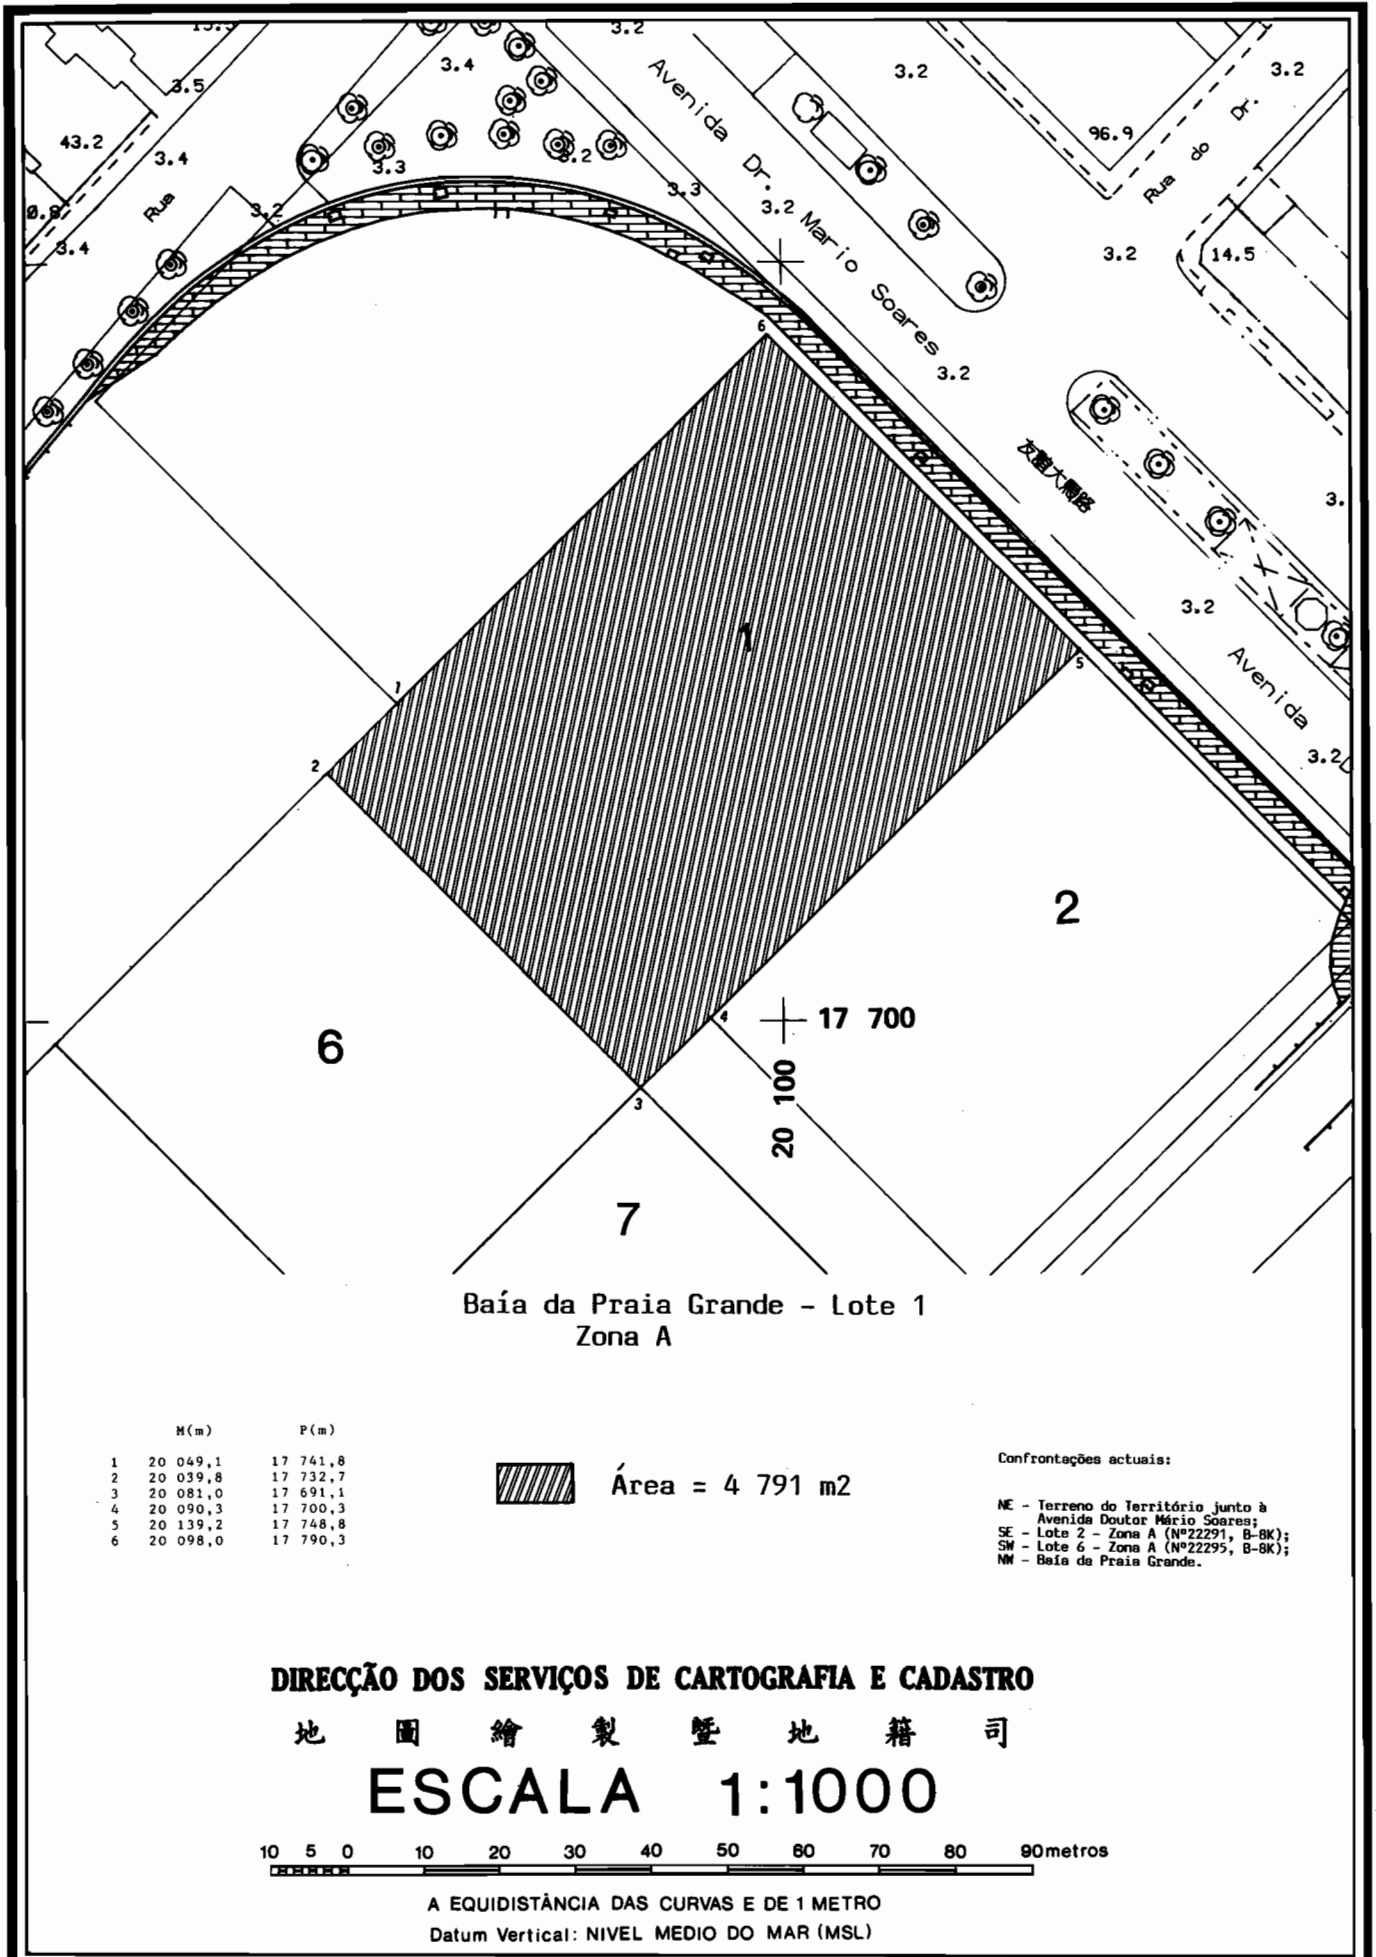 3.2
3.4
3.5
3.2
3.2
43.2
3.4
3.3
3.3
96.9
Rua do Dr.
Rua
3.2
3.2
3.4
3.2
14.5
Avenida Dr. Mario Soares
3.2
友誼大馬路
6
1
1
5
2
3.2
Avenida
3.2
2
4
17 700
6
20 100
3
7
Baía da Praia Grande - Lote 1
Zona A
M(m) P(m)
1 20 049,1 17 741,8
2 20 039,8 17 732,7
3 20 081,0 17 691,1
4 20 090,3 17 700,3
5 20 139,2 17 748,8
6 20 098,0 17 790,3
Área = 4 791 m2
Confrontações actuais:
NE - Terreno do Território junto à
Avenida Doutor Mário Soares;
SE - Lote 2 - Zona A (Nº22291, B-8K);
SW - Lote 6 - Zona A (Nº22295, B-8K);
NW - Baía da Praia Grande.
DIRECÇÃO DOS SERVIÇOS DE CARTOGRAFIA E CADASTRO
地 圖 繪 製 暨 地 籍 司
ESCALA 1:1000
10 5 0 10 20 30 40 50 60 70 80 90 metros
A EQUIDISTÂNCIA DAS CURVAS E DE 1 METRO
Datum Vertical: NIVEL MEDIO DO MAR (MSL)